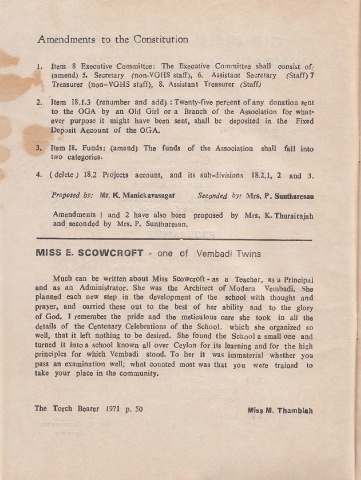 Amendments to the Constitution
1. Item 8 Executive Committee: The Executive Committee shall consist of:
(amend) 5. Secretary (non-VGHS staff), 6. Assistant Secretary (Staff) 7
Treasurer (non-VGHS staff), 8. Assistant Treasurer (Staff)
2. Item 18.1.3 (renumber and add) : Twenty-five percent of any donation sent
to the OGA by an Old Girl or a Branch of the Association for what-
ever purpose it might have been sent, shall be deposited in the Fixed
Deposit Account of the OGA.
3. Item 18. Funds: (amend) The funds of the Association shall fall into
two categories.
4. (delete) 18.2 Projects account, and its sub-divisions 18.2.1, 2 and 3.
Proposed by: Mr. K. Manickavasagar Seconded by: Mrs. P. Suntharesan
Amendments 1 and 2 have also been proposed by Mrs. K. Thurairajah
and seconded by Mrs. P. Suntharesan.
MISS E. SCOWCROFT - one of Vembadi Twins
Much can be written about Miss Scowcroft - as a Teacher, as a Principal
and as an Administrator. She was the Architect of Modern Vembadi. She
planned each new step in the development of the school with thought and
prayer, and carried these out to the best of her ability and to the glory
of God. I remember the pride and the meticulous care she took in all the
details of the Centenary Celebrations of the School. which she organized so
well, that it left nothing to be desired. She found the School a small one and
turned it into a school known all over Ceylon for its learning and for the high
principles for which Vembadi stood. To her it was immaterial whether you
pass an examination well; what counted most was that you were trained to
take your place in the community.
The Torch Bearer 1971 p. 50 Miss M. Thambiah